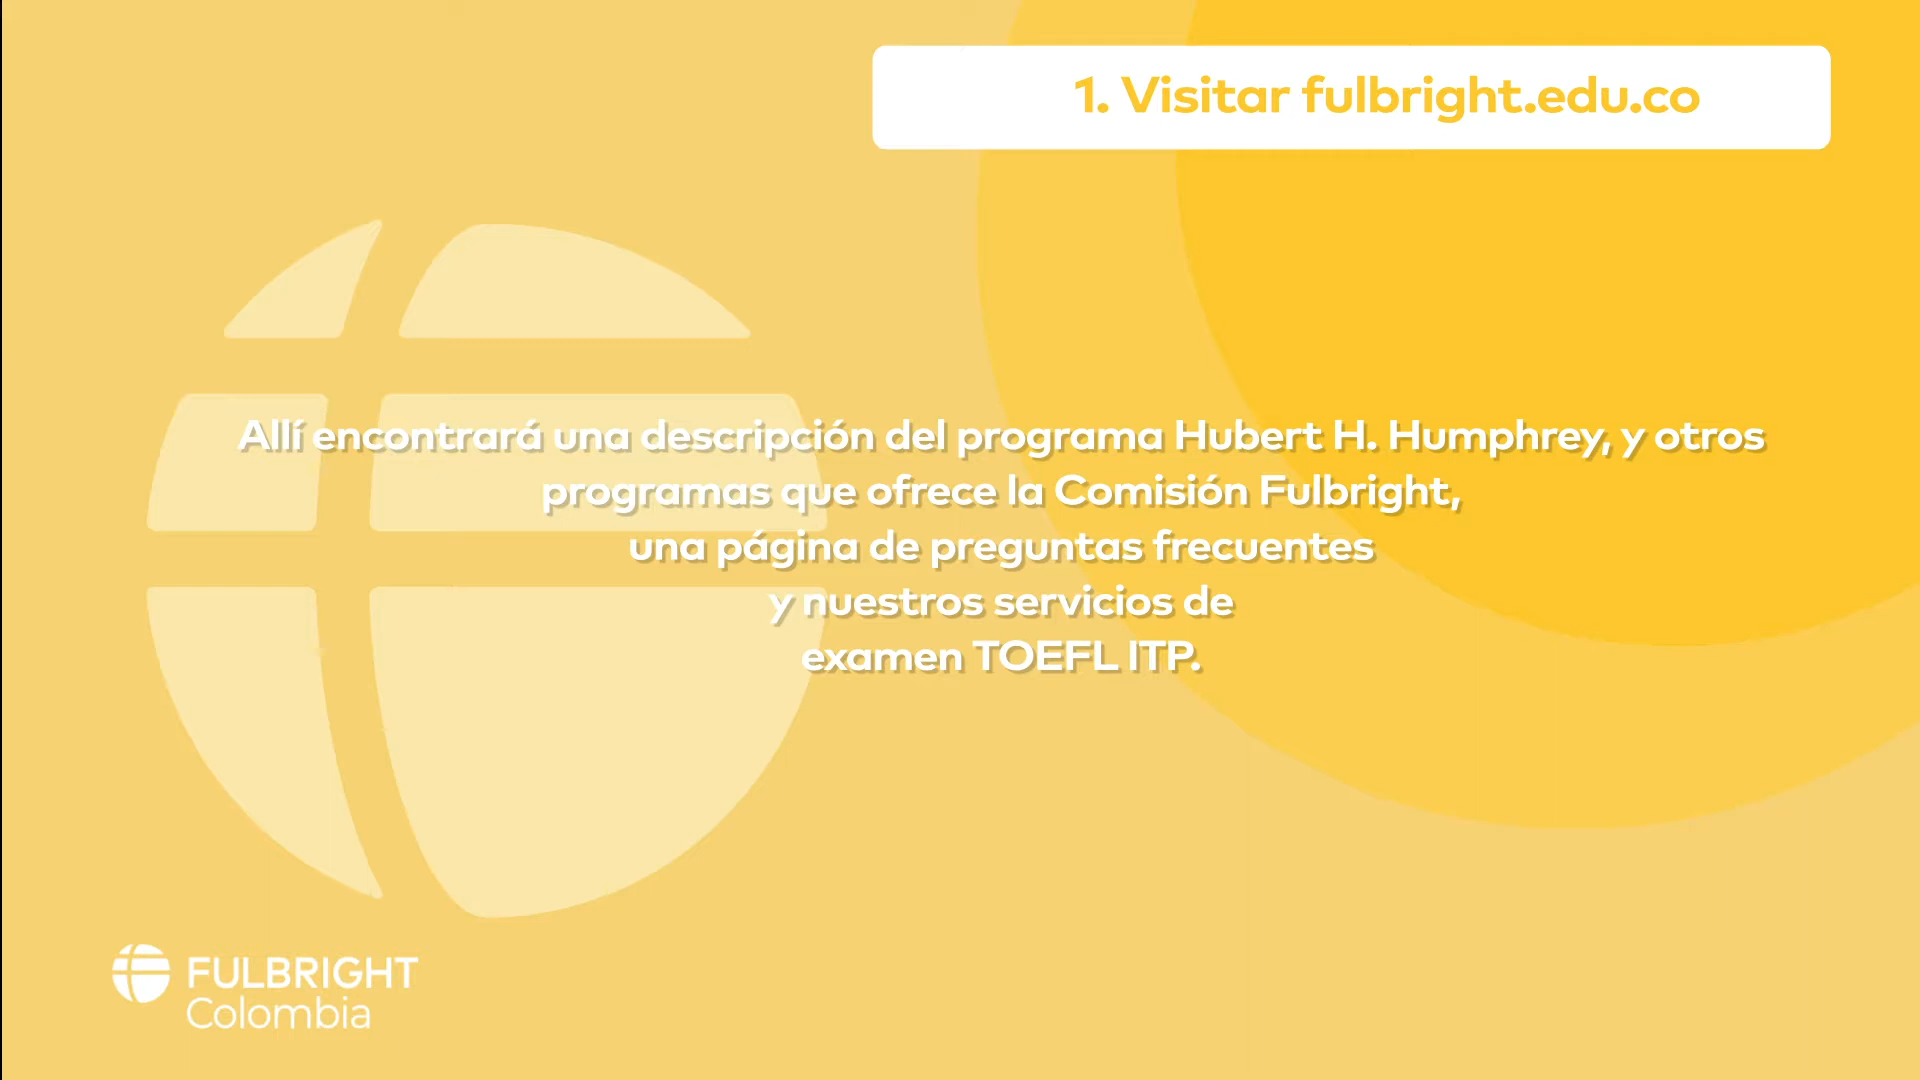 1. Visitar fulbright.edu.co
Allí encontrará una descripción del programa Hubert H. Humphrey, y otros
programas que ofrece la Comisión Fulbright,
una página de preguntas frecuentes
y nuestros servicios de
examen TOEFL ITP.
FULBRIGHT
Colombia